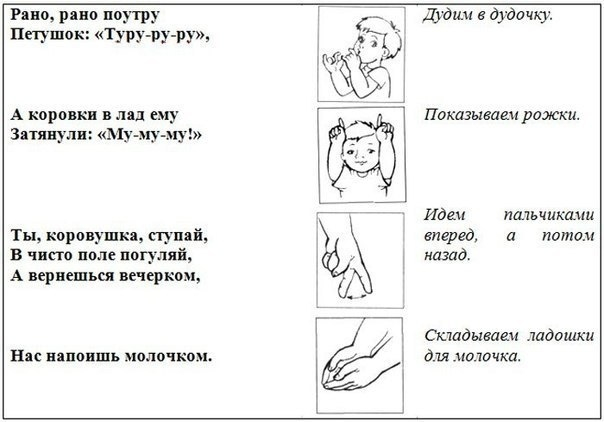 Рано, рано поутру
Петушок: «Туру-ру-ру»,
Дудим в дудочку.
А коровки в лад ему
Затянули: «Му-му-му!»
Показываем рожки.
Ты, коровушка, ступай,
В чисто поле погуляй,
А вернешься вечерком,
Идем пальчиками
вперед, а потом
назад.
Нас напоишь молочком.
Складываем ладошки
для молочка.